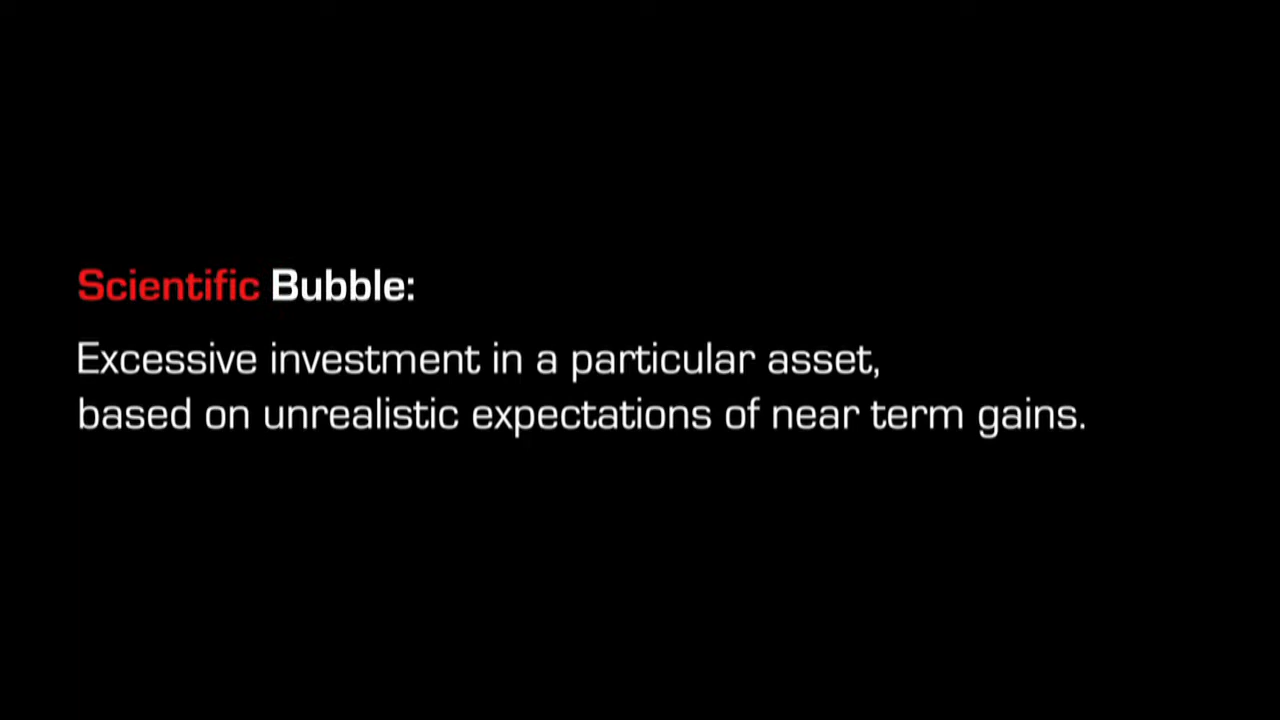 Scientific Bubble:
Excessive investment in a particular asset,
based on unrealistic expectations of near term gains.